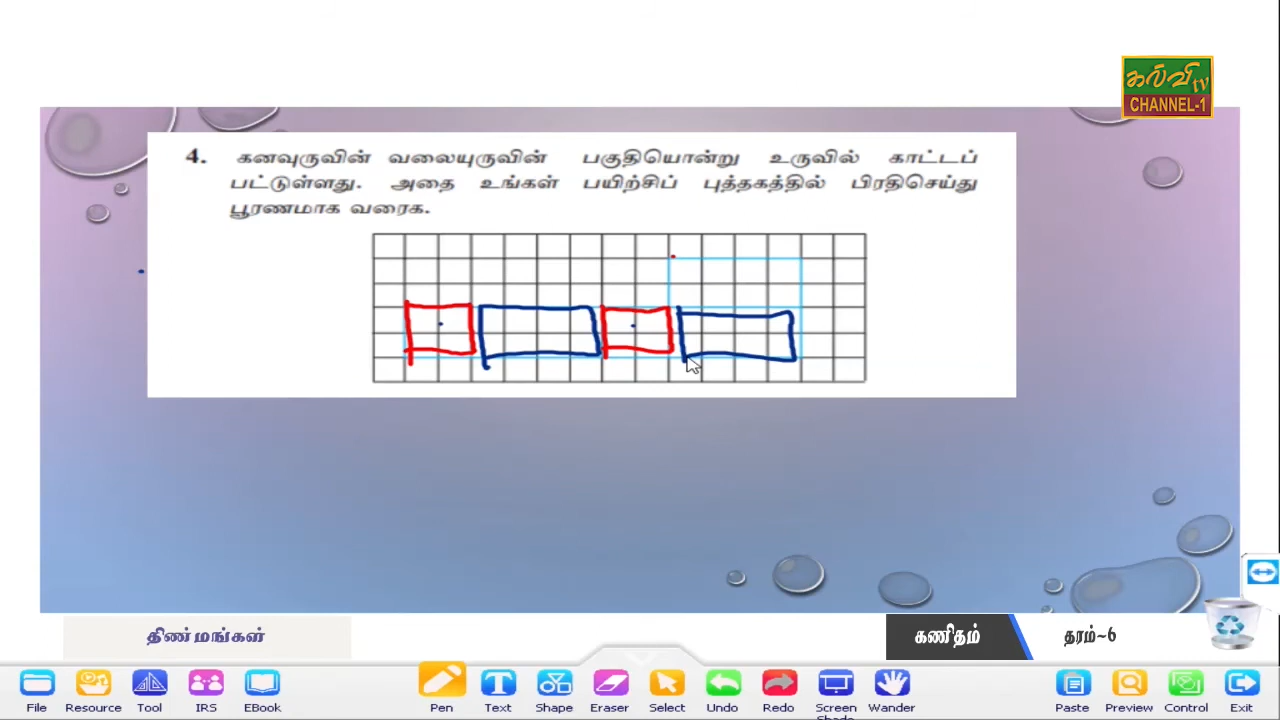 கல்வி tv
CHANNEL-1
4. கனவுருவின் வலையுருவின் பகுதியொன்று உருவில் காட்டப்
பட்டுள்ளது. அதை உங்கள் பயிற்சிப் புத்தகத்தில் பிரதிசெய்து
பூரணமாக வரைக.
திண்மங்கள்
கணிதம்
தரம்-6
File Resource Tool IRS EBook Pen Text Shape Eraser Select Undo Redo Screen Shade Wander Paste Preview Control Exit